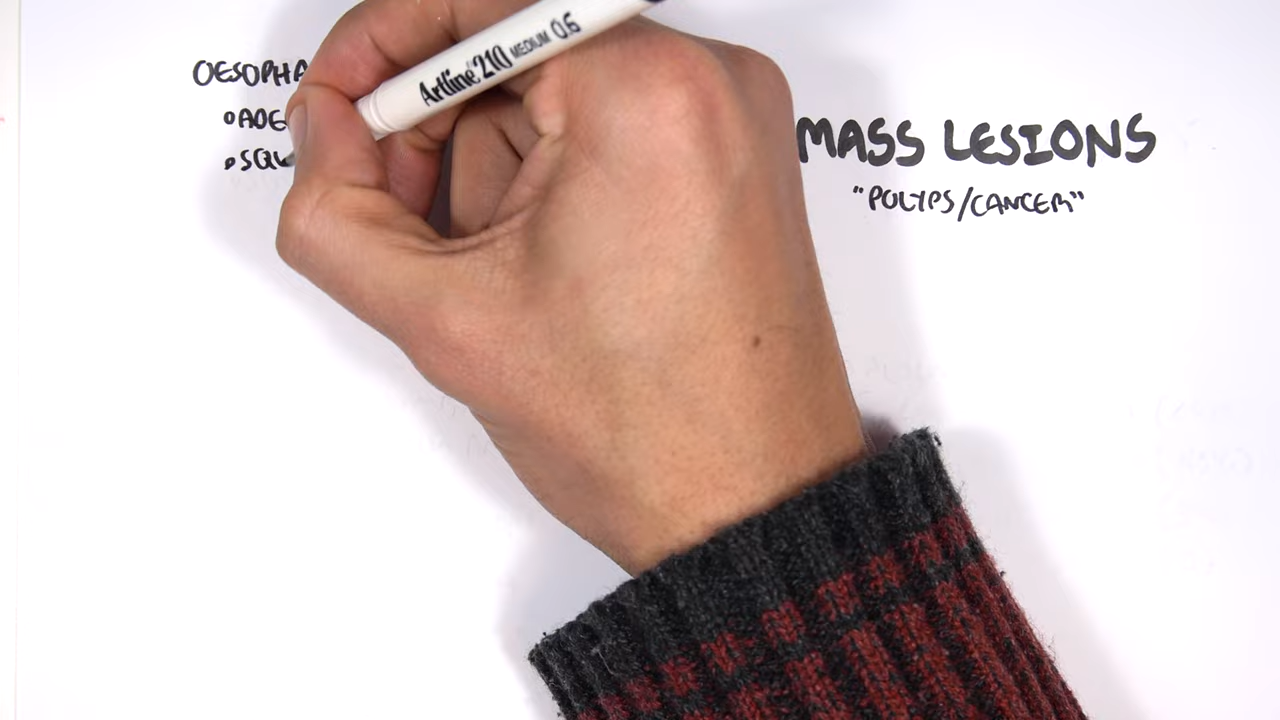 OESOPHA
ADE
SQU
Artline 210 MEDIUM 0.6
MASS LESIONS
"POLYPS/CANCER"